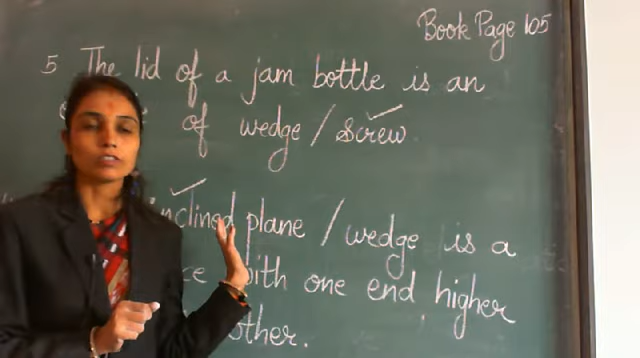 Book Page 105
5 The lid of a jam bottle is an
of wedge / screw
inclined plane / wedge is a
with one end higher
other.